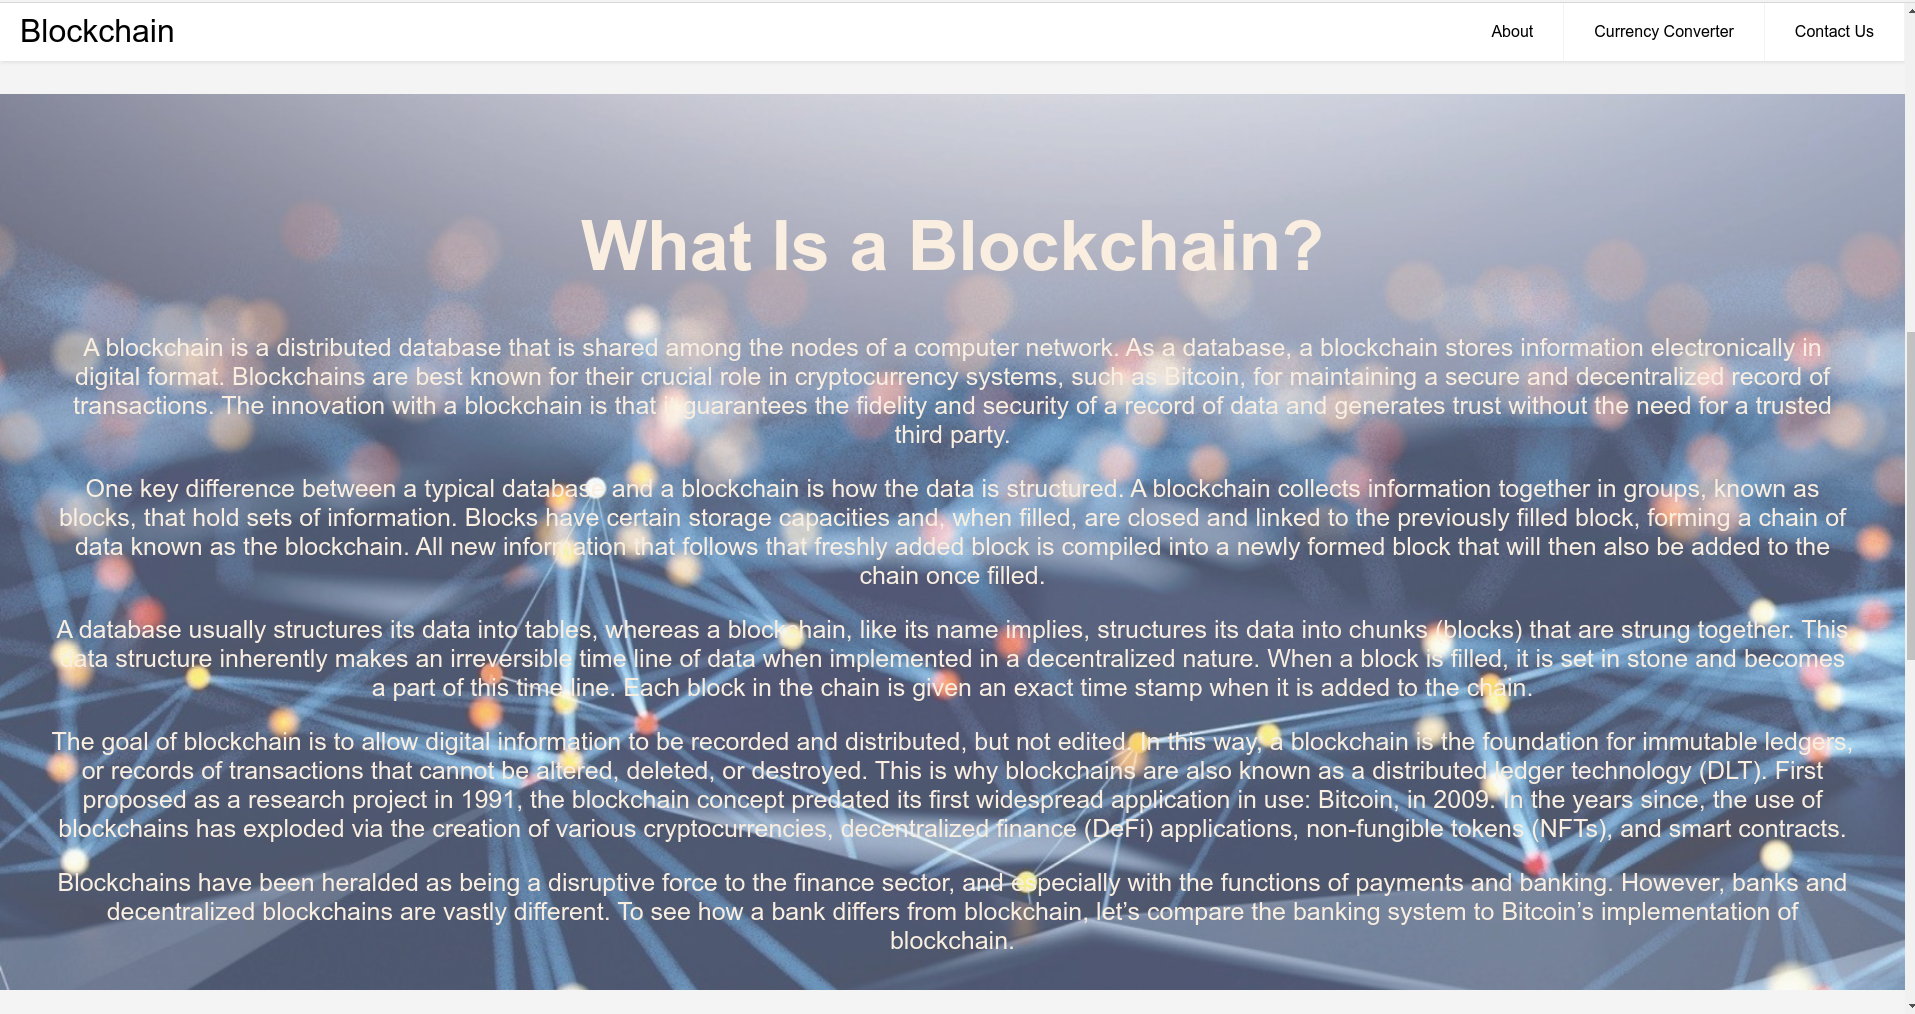 Blockchain
About
Currency Converter
Contact Us
What Is a Blockchain?
A blockchain is a distributed database that is shared among the nodes of a computer network. As a database, a blockchain stores information electronically in
digital format. Blockchains are best known for their crucial role in cryptocurrency systems, such as Bitcoin, for maintaining a secure and decentralized record of
transactions. The innovation with a blockchain is that it guarantees the fidelity and security of a record of data and generates trust without the need for a trusted
third party.
One key difference between a typical database and a blockchain is how the data is structured. A blockchain collects information together in groups, known as
blocks, that hold sets of information. Blocks have certain storage capacities and, when filled, are closed and linked to the previously filled block, forming a chain of
data known as the blockchain. All new information that follows that freshly added block is compiled into a newly formed block that will then also be added to the
chain once filled.
A database usually structures its data into tables, whereas a blockchain, like its name implies, structures its data into chunks (blocks) that are strung together. This
data structure inherently makes an irreversible time line of data when implemented in a decentralized nature. When a block is filled, it is set in stone and becomes
a part of this time line. Each block in the chain is given an exact time stamp when it is added to the chain.
The goal of blockchain is to allow digital information to be recorded and distributed, but not edited. In this way, a blockchain is the foundation for immutable ledgers,
or records of transactions that cannot be altered, deleted, or destroyed. This is why blockchains are also known as a distributed ledger technology (DLT). First
proposed as a research project in 1991, the blockchain concept predated its first widespread application in use: Bitcoin, in 2009. In the years since, the use of
blockchains has exploded via the creation of various cryptocurrencies, decentralized finance (DeFi) applications, non-fungible tokens (NFTs), and smart contracts.
Blockchains have been heralded as being a disruptive force to the finance sector, and especially with the functions of payments and banking. However, banks and
decentralized blockchains are vastly different. To see how a bank differs from blockchain, let’s compare the banking system to Bitcoin’s implementation of
blockchain.